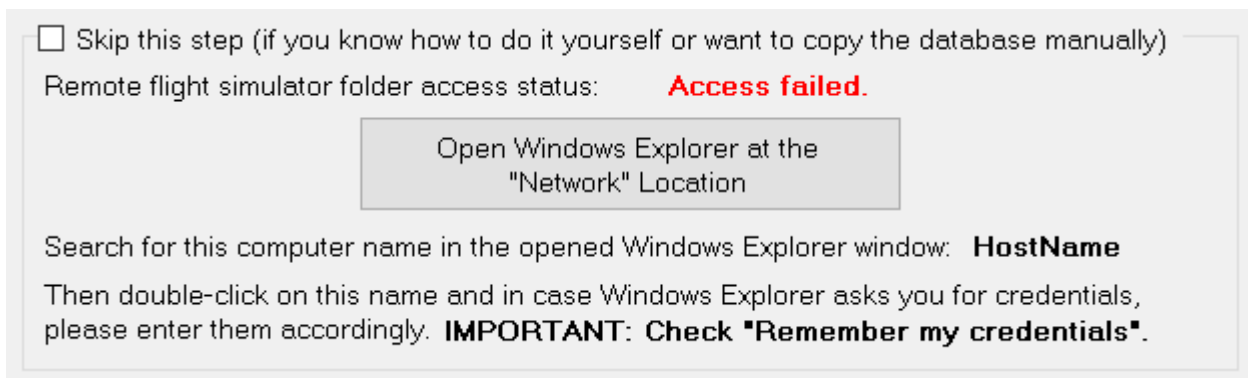 Skip this step (if you know how to do it yourself or want to copy the database manually)
Remote flight simulator folder access status: Access failed.
Open Windows Explorer at the
"Network" Location
Search for this computer name in the opened Windows Explorer window: HostName
Then double-click on this name and in case Windows Explorer asks you for credentials,
please enter them accordingly. IMPORTANT: Check "Remember my credentials".